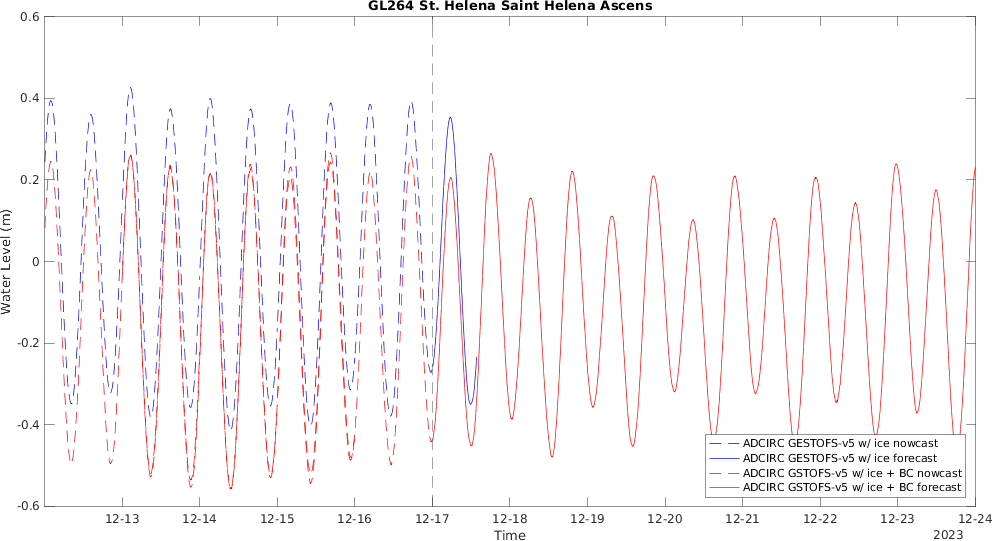 GL264 St. Helena Saint Helena Ascens
0.6
0.4
0.2
0
-0.2
-0.4
-0.6
Water Level (m)
12-13 12-14 12-15 12-16 12-17 12-18 12-19 12-20 12-21 12-22 12-23 12-24
Time
2023
ADCIRC GESTOFS-v5 w/ ice nowcast
ADCIRC GESTOFS-v5 w/ ice forecast
ADCIRC GSTOFS-v5 w/ ice + BC nowcast
ADCIRC GSTOFS-v5 w/ ice + BC forecast